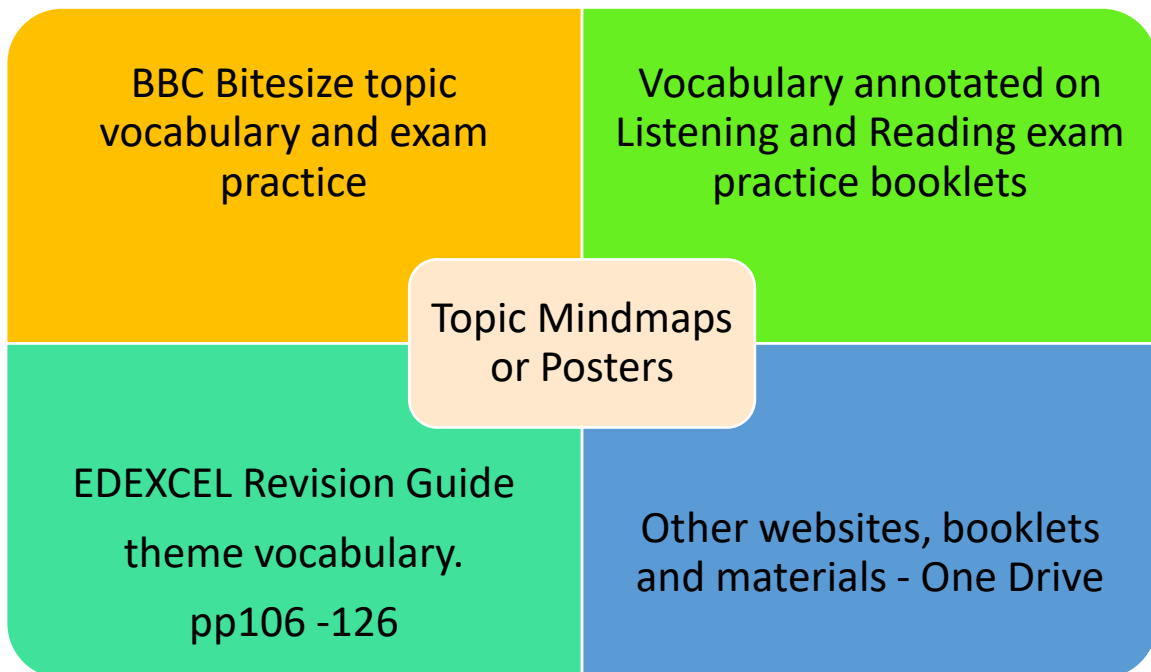 BBC Bitesize topic
vocabulary and exam
practice
Vocabulary annotated on
Listening and Reading exam
practice booklets
Topic Mindmaps
or Posters
EDEXCEL Revision Guide
theme vocabulary.
pp106 -126
Other websites, booklets
and materials - One Drive